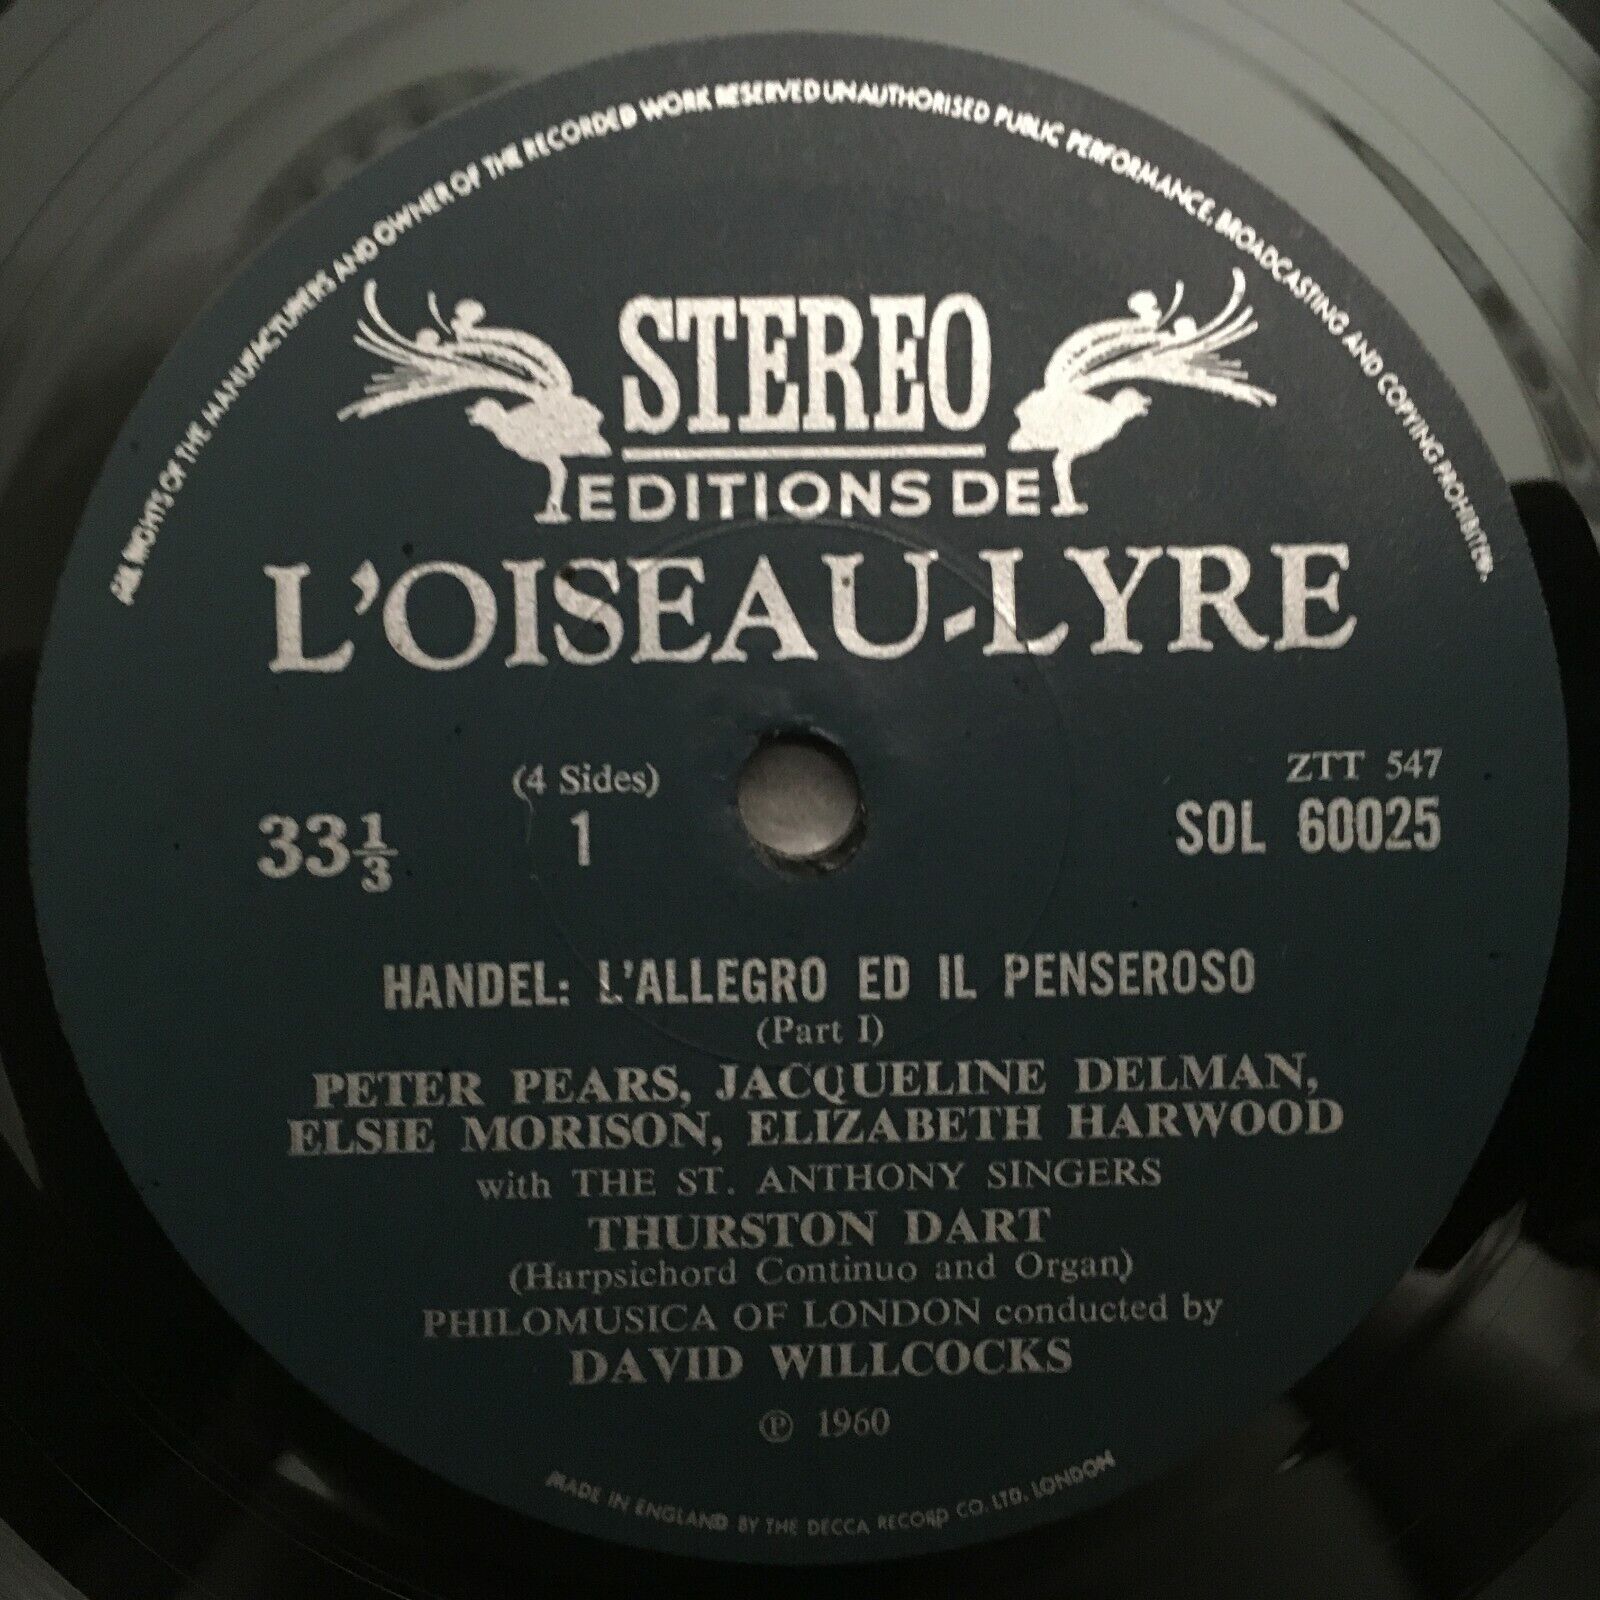 ALL RIGHTS OF THE MANUFACTURERS AND OWNER OF THE RECORDED WORK RESERVED UNAUTHORISED PUBLIC PERFORMANCE, BROADCASTING AND COPYING PROHIBITED.
STEREO
EDITIONS DE
L'OISEAU-LYRE
(4 Sides)
ZTT 547
33⅓
1
SOL 60025
HANDEL: L'ALLEGRO ED IL PENSEROSO
(Part I)
PETER PEARS, JACQUELINE DELMAN,
ELSIE MORISON, ELIZABETH HARWOOD
with THE ST. ANTHONY SINGERS
THURSTON DART
(Harpsichord Continuo and Organ)
PHILOMUSICA OF LONDON conducted by
DAVID WILLCOCKS
℗ 1960
MADE IN ENGLAND BY THE DECCA RECORD CO. LTD. LONDON